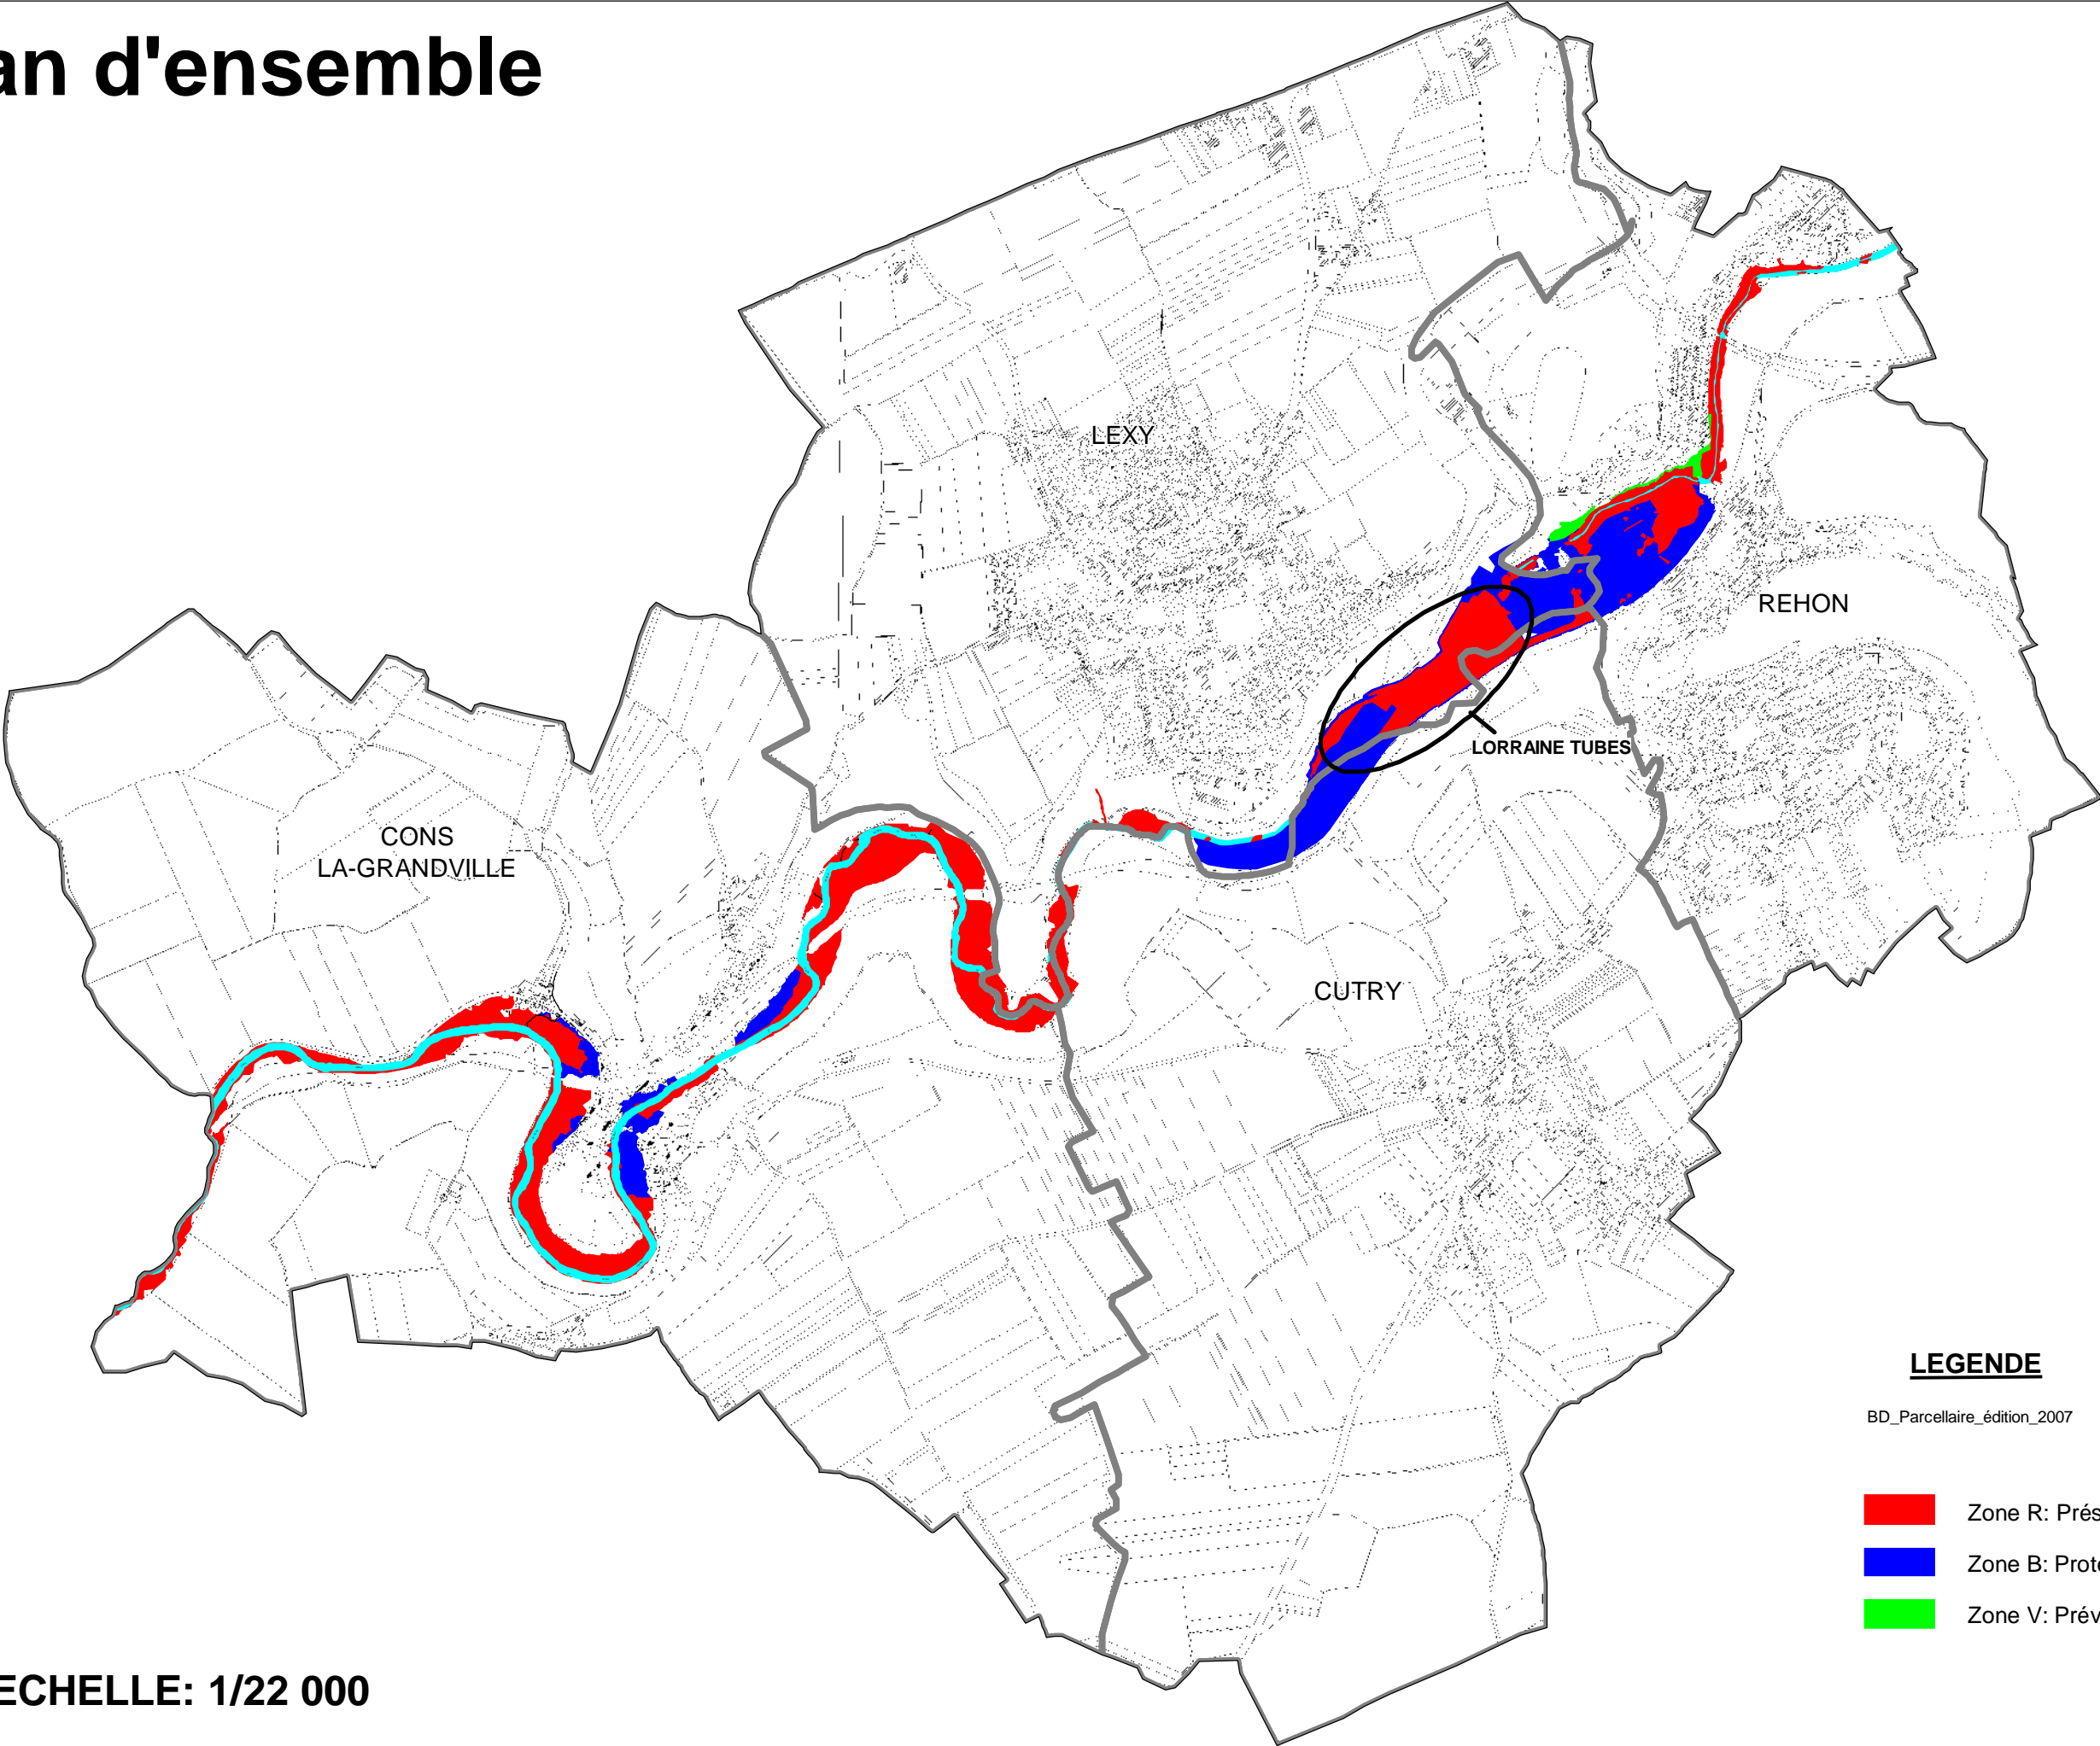 an d'ensemble
LEXY
REHON
LORRAINE TUBES
CONS
LA-GRANDVILLE
CUTRY
LEGENDE
BD_Parcellaire_édition_2007
Zone R: Prés
Zone B: Prot
Zone V: Prév
ECHELLE: 1/22 000